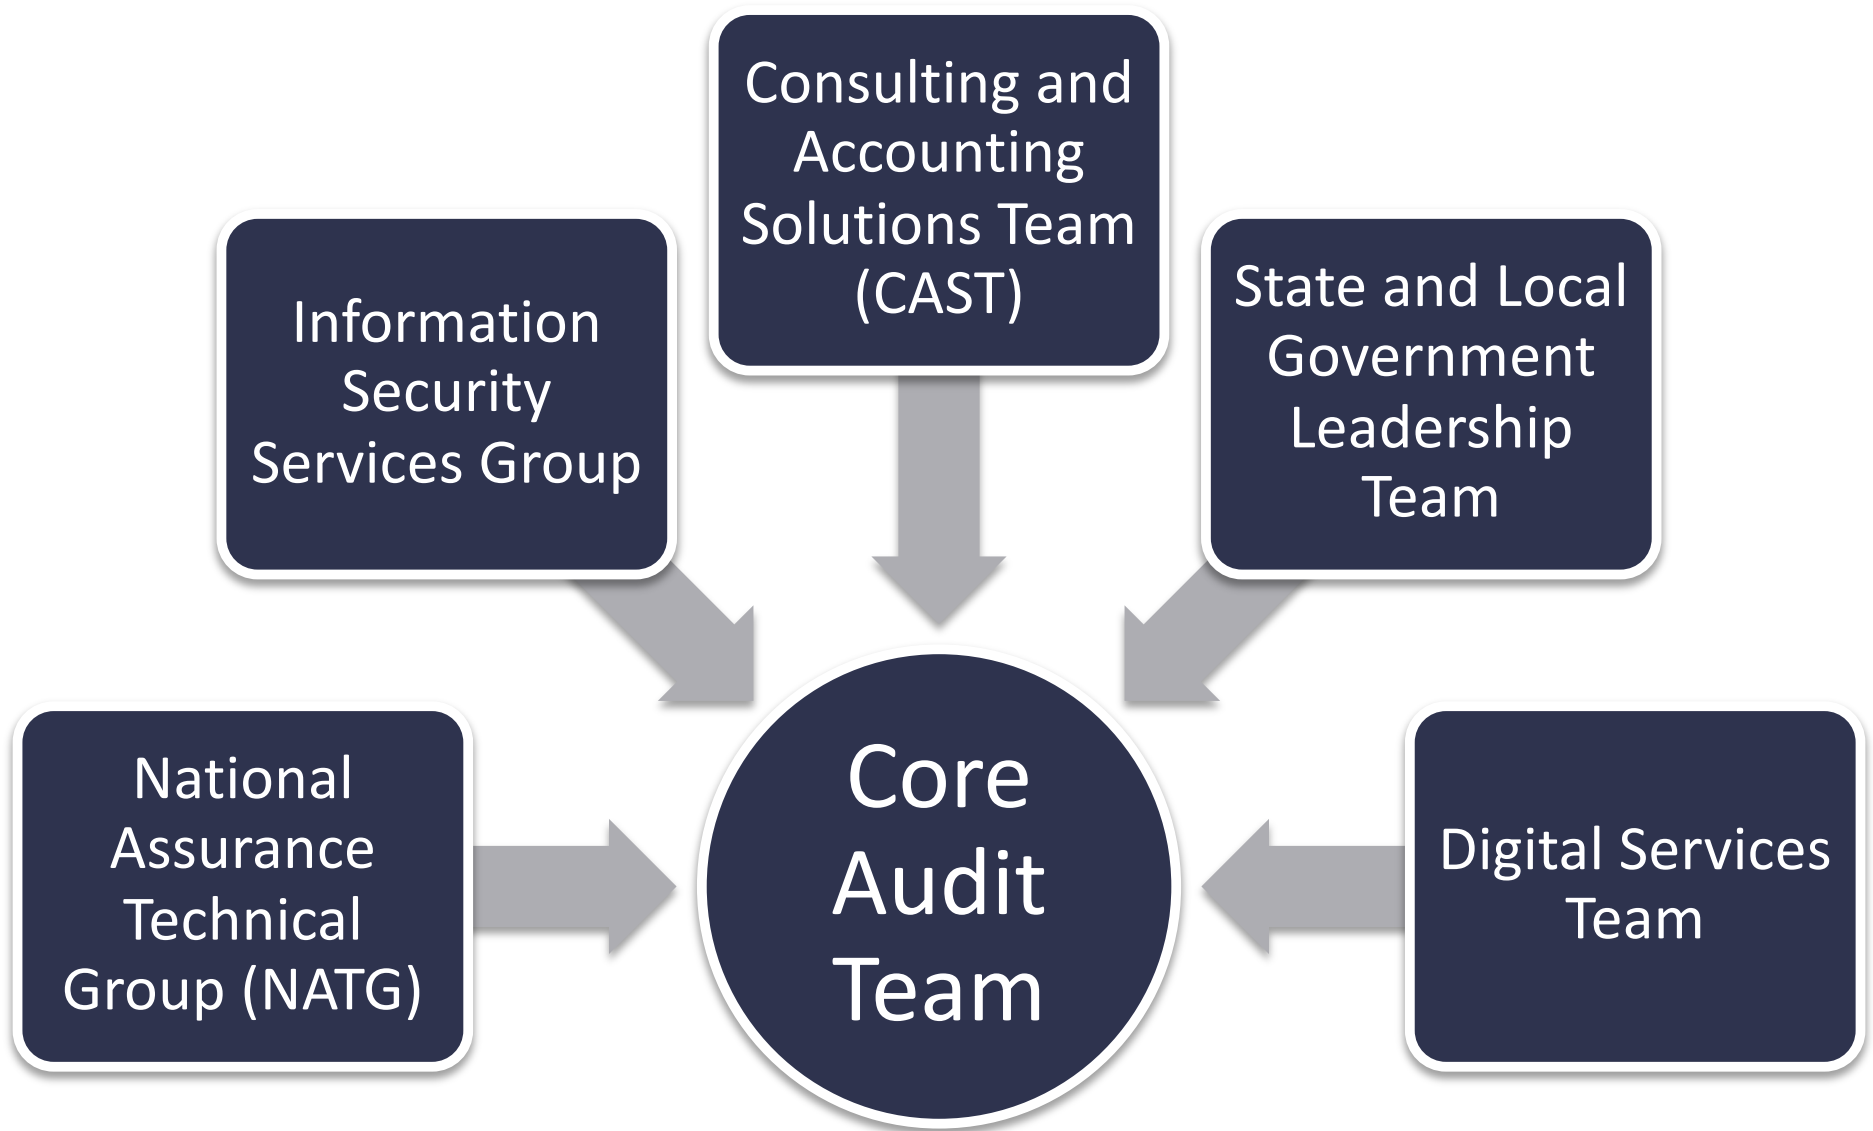 Consulting and
Accounting
Solutions Team
(CAST)
Information
Security
Services Group
State and Local
Government
Leadership
Team
National
Assurance
Technical
Group (NATG)
Core
Audit
Team
Digital Services
Team